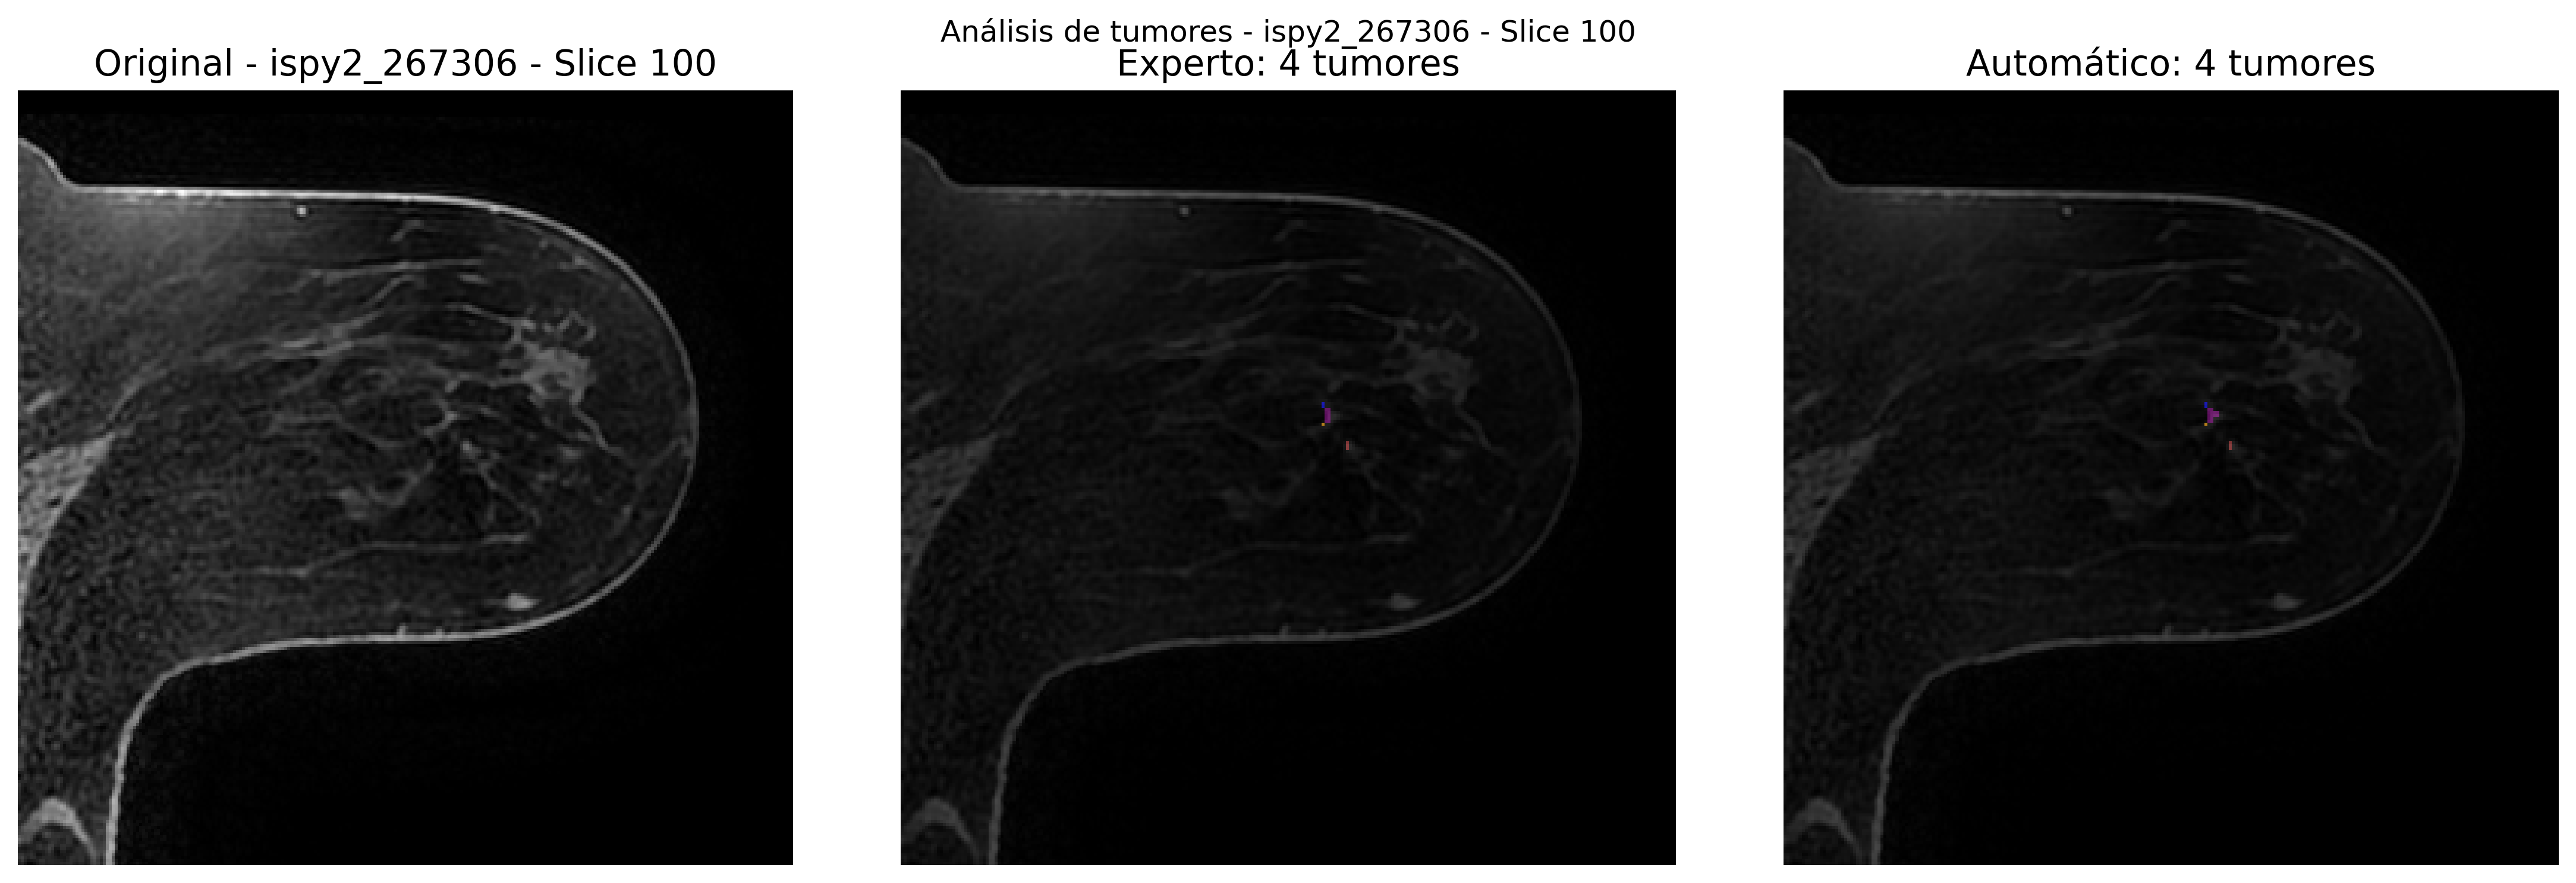 Análisis de tumores - ispy2_267306 - Slice 100
Original - ispy2_267306 - Slice 100
Experto: 4 tumores
Automático: 4 tumores